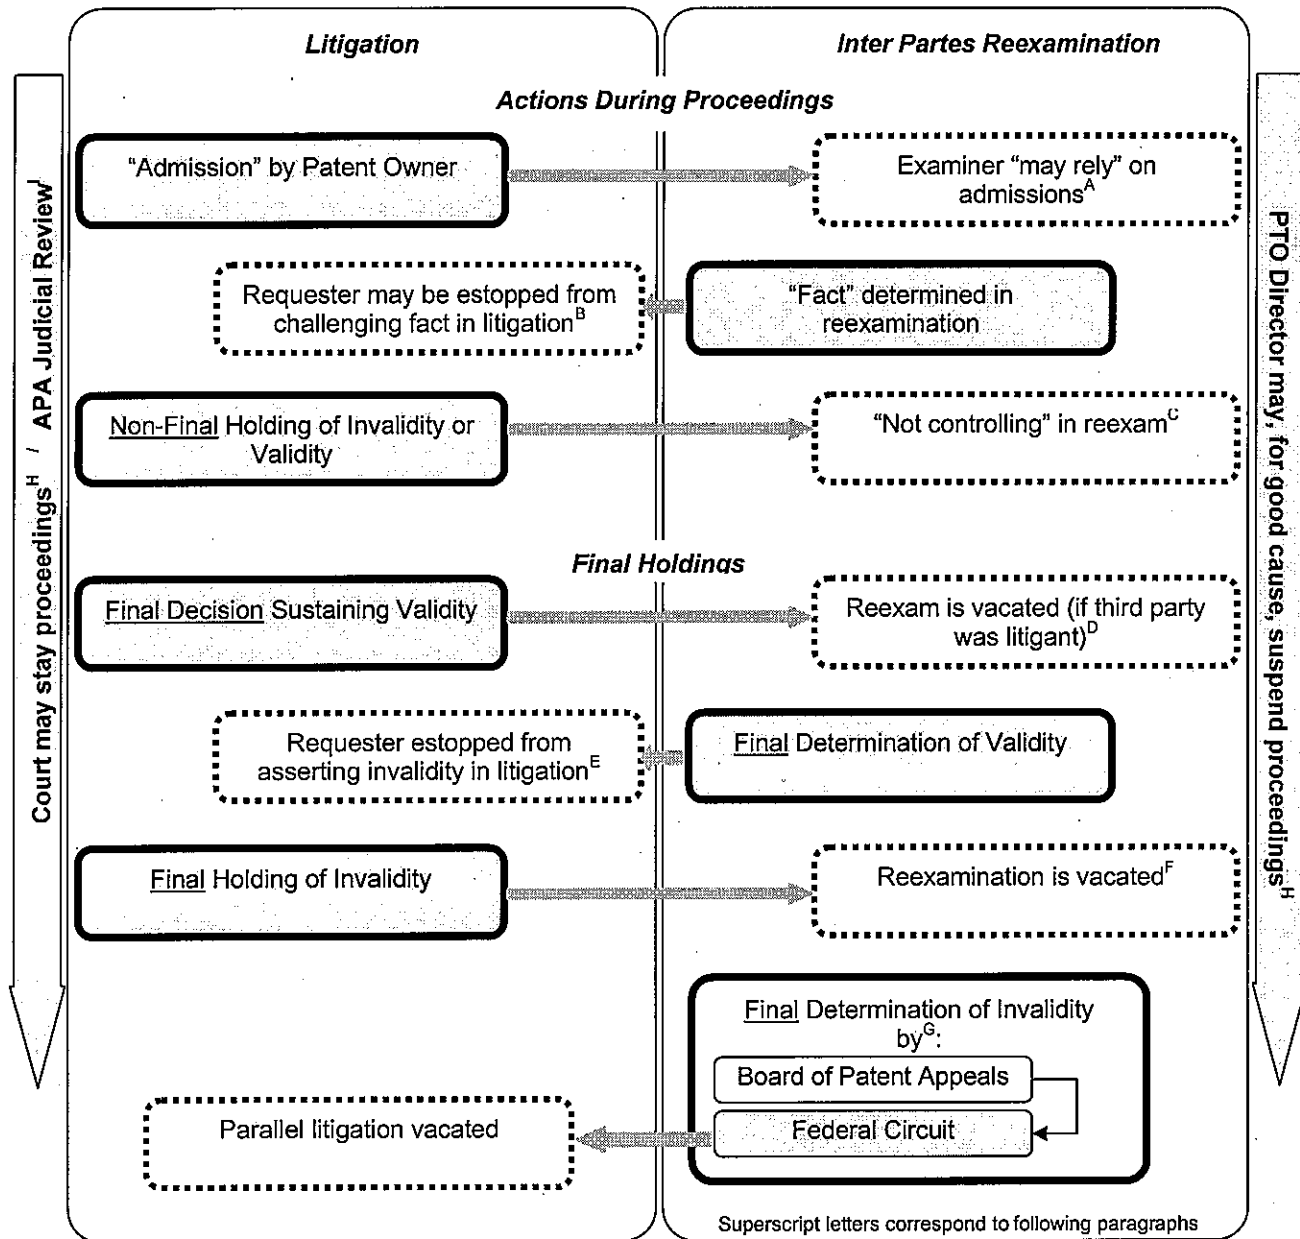 Litigation
Inter Partes Reexamination
Actions During Proceedings
"Admission" by Patent Owner
Examiner "may rely" on
admissions^A
Requester may be estopped from
challenging fact in litigation^B
"Fact" determined in
reexamination
Non-Final Holding of Invalidity or
Validity
"Not controlling" in reexam^C
Final Holdings
Final Decision Sustaining Validity
Reexam is vacated (if third party
was litigant)^D
Requester estopped from
asserting invalidity in litigation^E
Final Determination of Validity
Final Holding of Invalidity
Reexamination is vacated^F
Final Determination of Invalidity
by^G:
Board of Patent Appeals
Federal Circuit
Parallel litigation vacated
Superscript letters correspond to following paragraphs
Court may stay proceedings^H / APA Judicial Review^I
PTO Director may, for good cause, suspend proceedings^H